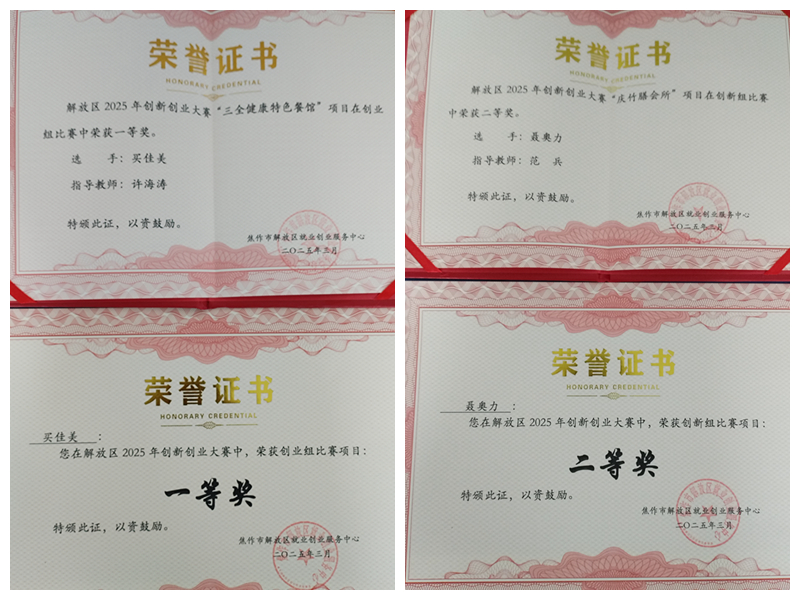 荣誉证书
HONORARY CREDENTIAL
解放区2025年创新创业大赛“三全健康特色餐馆”项目在创业
组比赛中荣获一等奖。
选 手：买佳美
指导教师：许海涛
特颁此证，以资鼓励。
焦作市解放区就业创业服务中心
二〇二五年三月
荣誉证书
HONORARY CREDENTIAL
解放区2025年创新创业大赛“庆竹膳会所”项目在创新组比赛
中荣获二等奖。
选 手：聂奥力
指导教师：范 兵
特颁此证，以资鼓励。
焦作市解放区就业创业服务中心
二〇二五年三月
荣誉证书
HONORARY CREDENTIAL
买佳美：
您在解放区2025年创新创业大赛中，荣获创业组比赛项目：
一等奖
特颁此证，以资鼓励。
焦作市解放区就业创业服务中心
二〇二五年三月
荣誉证书
HONORARY CREDENTIAL
聂奥力：
您在解放区2025年创新创业大赛中，荣获创新组比赛项目：
二等奖
特颁此证，以资鼓励。
焦作市解放区就业创业服务中心
二〇二五年三月